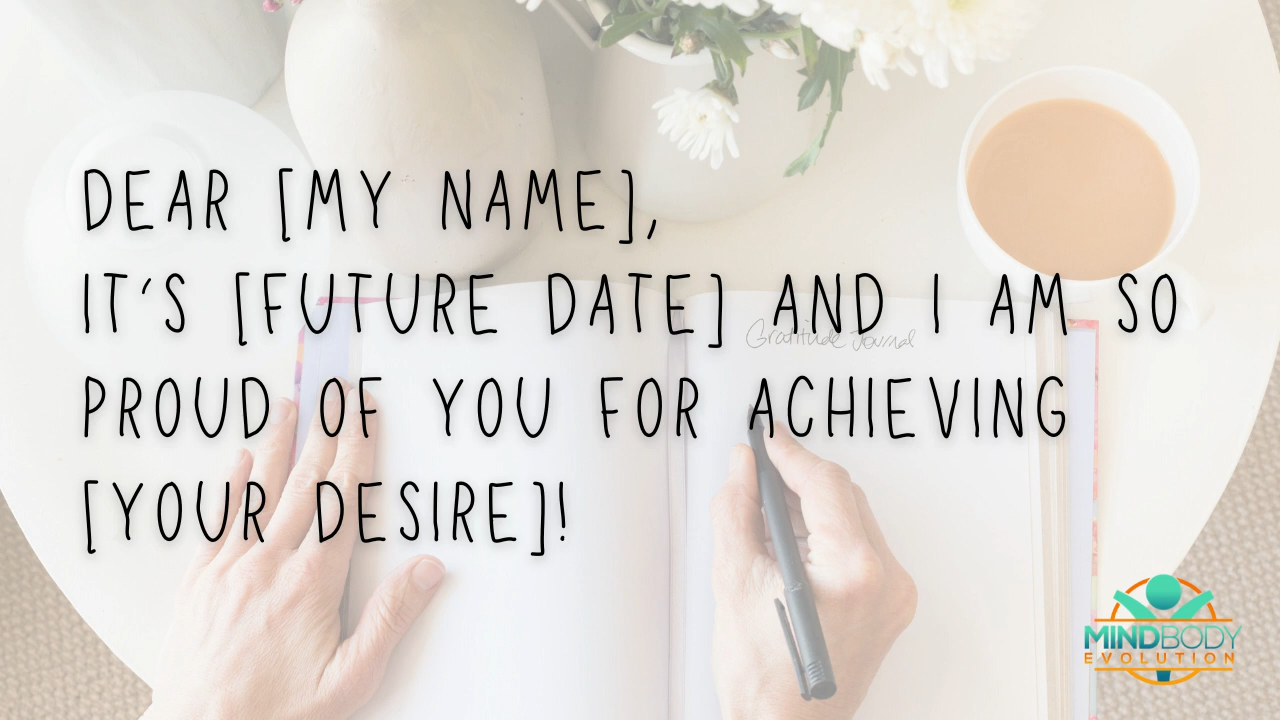 DEAR [MY NAME],
IT'S [FUTURE DATE] AND I AM SO
PROUD OF YOU FOR ACHIEVING
[YOUR DESIRE]!
Gratitude Journal
MINDBODY
EVOLUTION